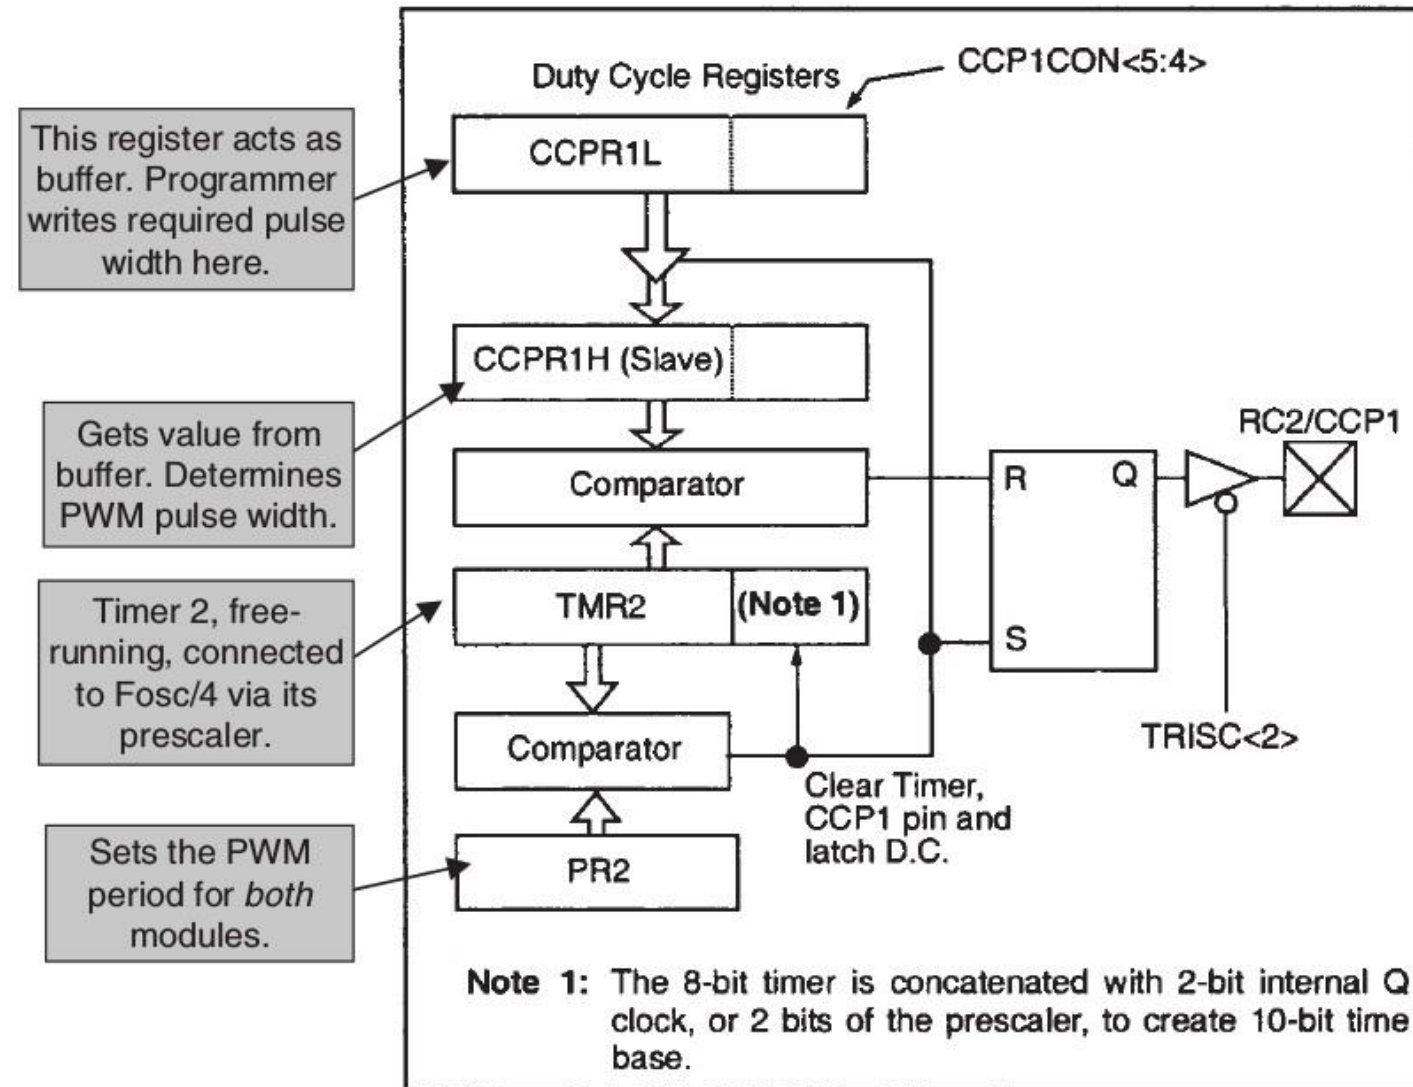 Duty Cycle Registers
CCP1CON<5:4>
This register acts as
buffer. Programmer
writes required pulse
width here.
CCPR1L
CCPR1H (Slave)
Gets value from
buffer. Determines
PWM pulse width.
Comparator
R
Q
RC2/CCP1
Timer 2, free-
running, connected
to Fosc/4 via its
prescaler.
TMR2
(Note 1)
S
Comparator
TRISC<2>
Clear Timer,
CCP1 pin and
latch D.C.
Sets the PWM
period for both
modules.
PR2
Note 1: The 8-bit timer is concatenated with 2-bit internal Q
clock, or 2 bits of the prescaler, to create 10-bit time
base.